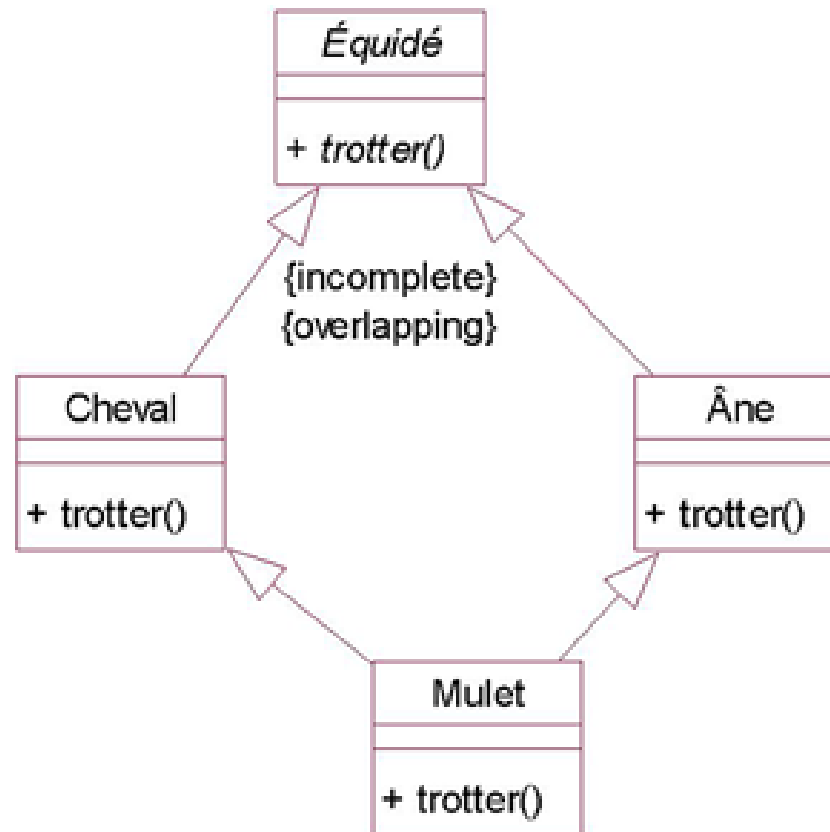 Équidé
+ trotter()
{incomplete}
{overlapping}
Cheval
+ trotter()
Âne
+ trotter()
Mulet
+ trotter()